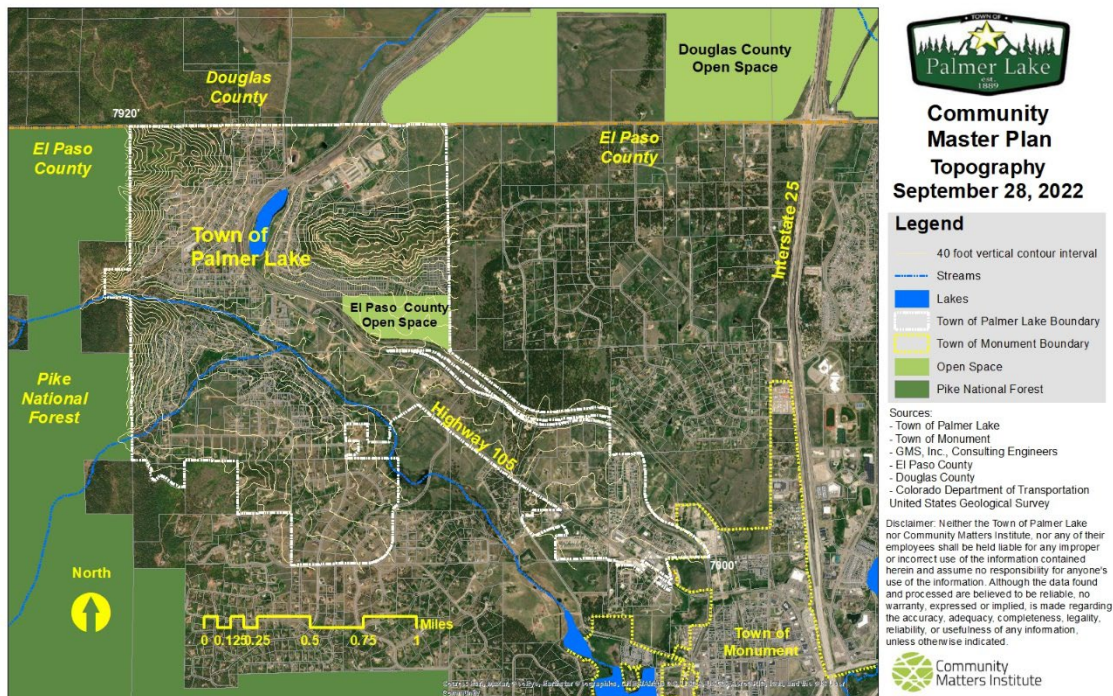 Douglas County
Open Space
Douglas
County
7920'
El Paso
County
El Paso
County
Interstate 25
Town of
Palmer Lake
El Paso County
Open Space
Pike
National
Forest
Highway 105
North
7000'
Miles
0 0.125 0.25 0.5 0.75 1
Town of
Monument
TOWN OF
Palmer Lake
est.
1889
Community
Master Plan
Topography
September 28, 2022
Legend
40 foot vertical contour interval
Streams
Lakes
Town of Palmer Lake Boundary
Town of Monument Boundary
Open Space
Pike National Forest
Sources:
- Town of Palmer Lake
- Town of Monument
- GMS, Inc., Consulting Engineers
- El Paso County
- Douglas County
- Colorado Department of Transportation
United States Geological Survey
Disclaimer: Neither the Town of Palmer Lake
nor Community Matters Institute, nor any of their
employees shall be held liable for any improper
or incorrect use of the information contained
herein and assume no responsibility for anyone's
use of the information. Although the data found
and processed are believed to be reliable, no
warranty, expressed or implied, is made regarding
the accuracy, adequacy, completeness, legality,
reliability, or usefulness of any information,
unless otherwise indicated.
Community
Matters Institute